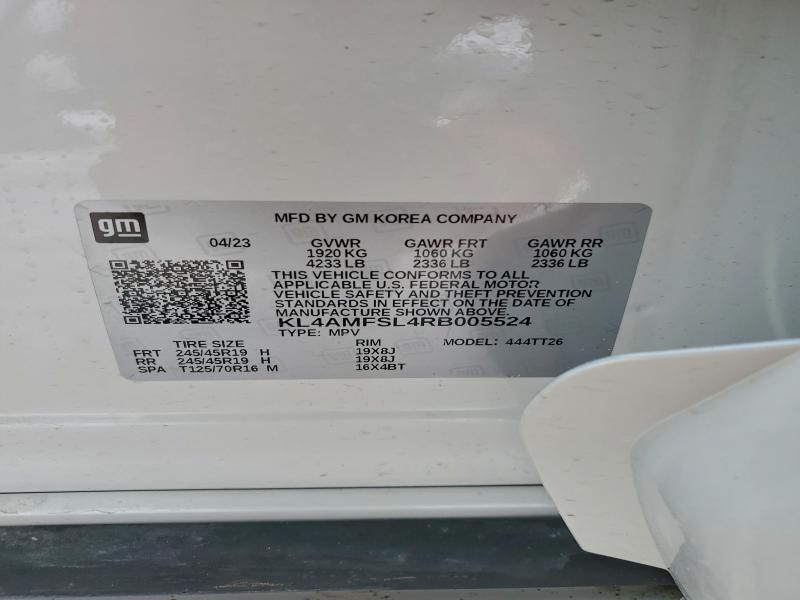 gm
MFD BY GM KOREA COMPANY
04/23 GVWR GAWR FRT GAWR RR
1920 KG 1060 KG 1060 KG
4233 LB 2336 LB 2336 LB
THIS VEHICLE CONFORMS TO ALL
APPLICABLE U.S. FEDERAL MOTOR
VEHICLE SAFETY AND THEFT PREVENTION
STANDARDS IN EFFECT ON THE DATE OF
MANUFACTURE SHOWN ABOVE.
KL4AMFSL4RB005524
TYPE: MPV MODEL: 444TT26
TIRE SIZE RIM
FRT 245/45R19 H 19X8J
RR 245/45R19 H 19X8J
SPA T125/70R16 M 16X4BT